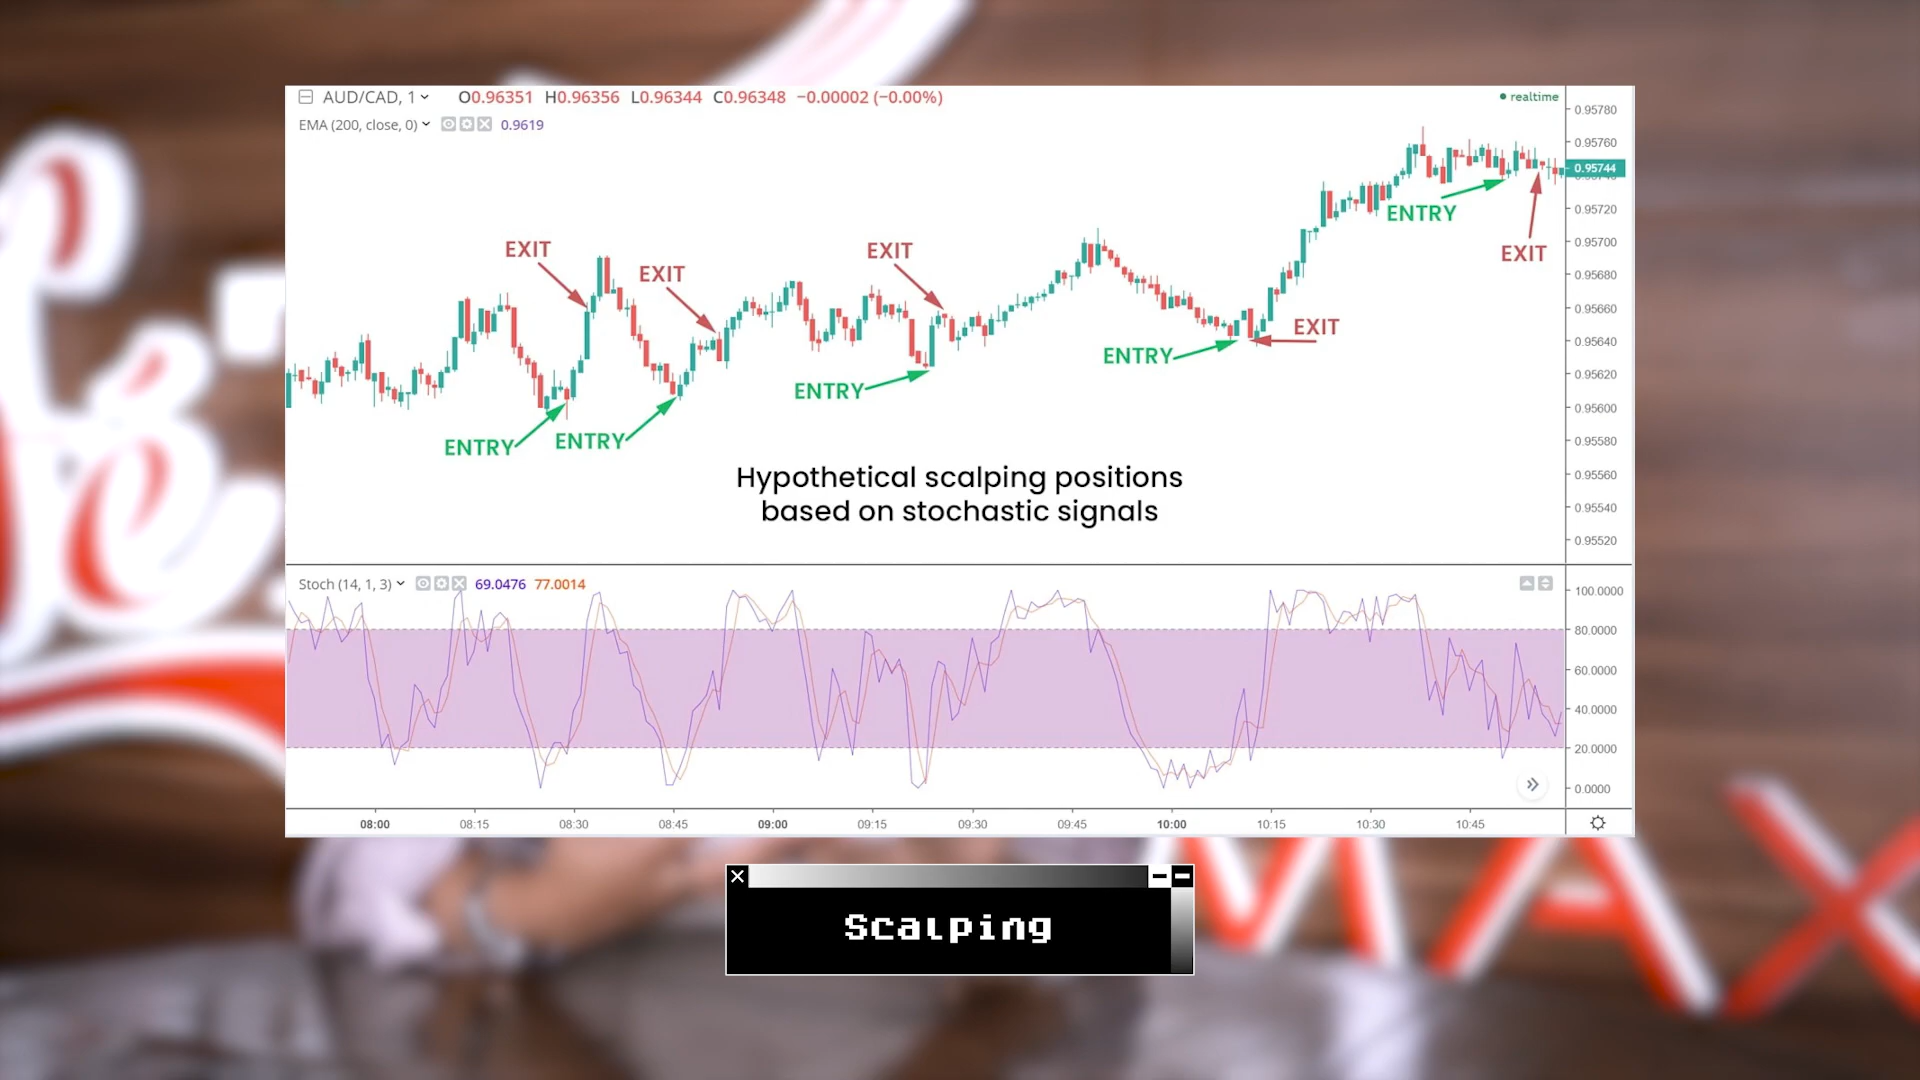 AUD/CAD, 1 O0.96351 H0.96356 L0.96344 C0.96348 −0.00002 (−0.00%)
realtime
EMA (200, close, 0) 0.9619
0.95780
0.95760
0.95744
0.95720
0.95700
0.95680
0.95660
0.95640
0.95620
0.95600
0.95580
0.95560
0.95540
0.95520
EXIT
EXIT
EXIT
ENTRY
EXIT
EXIT
ENTRY
ENTRY
ENTRY
ENTRY
Hypothetical scalping positions
based on stochastic signals
Stoch (14, 1, 3) 69.0476 77.0014
100.0000
80.0000
60.0000
40.0000
20.0000
0.0000
08:00 08:15 08:30 08:45 09:00 09:15 09:30 09:45 10:00 10:15 10:30 10:45
Scalping
MAX